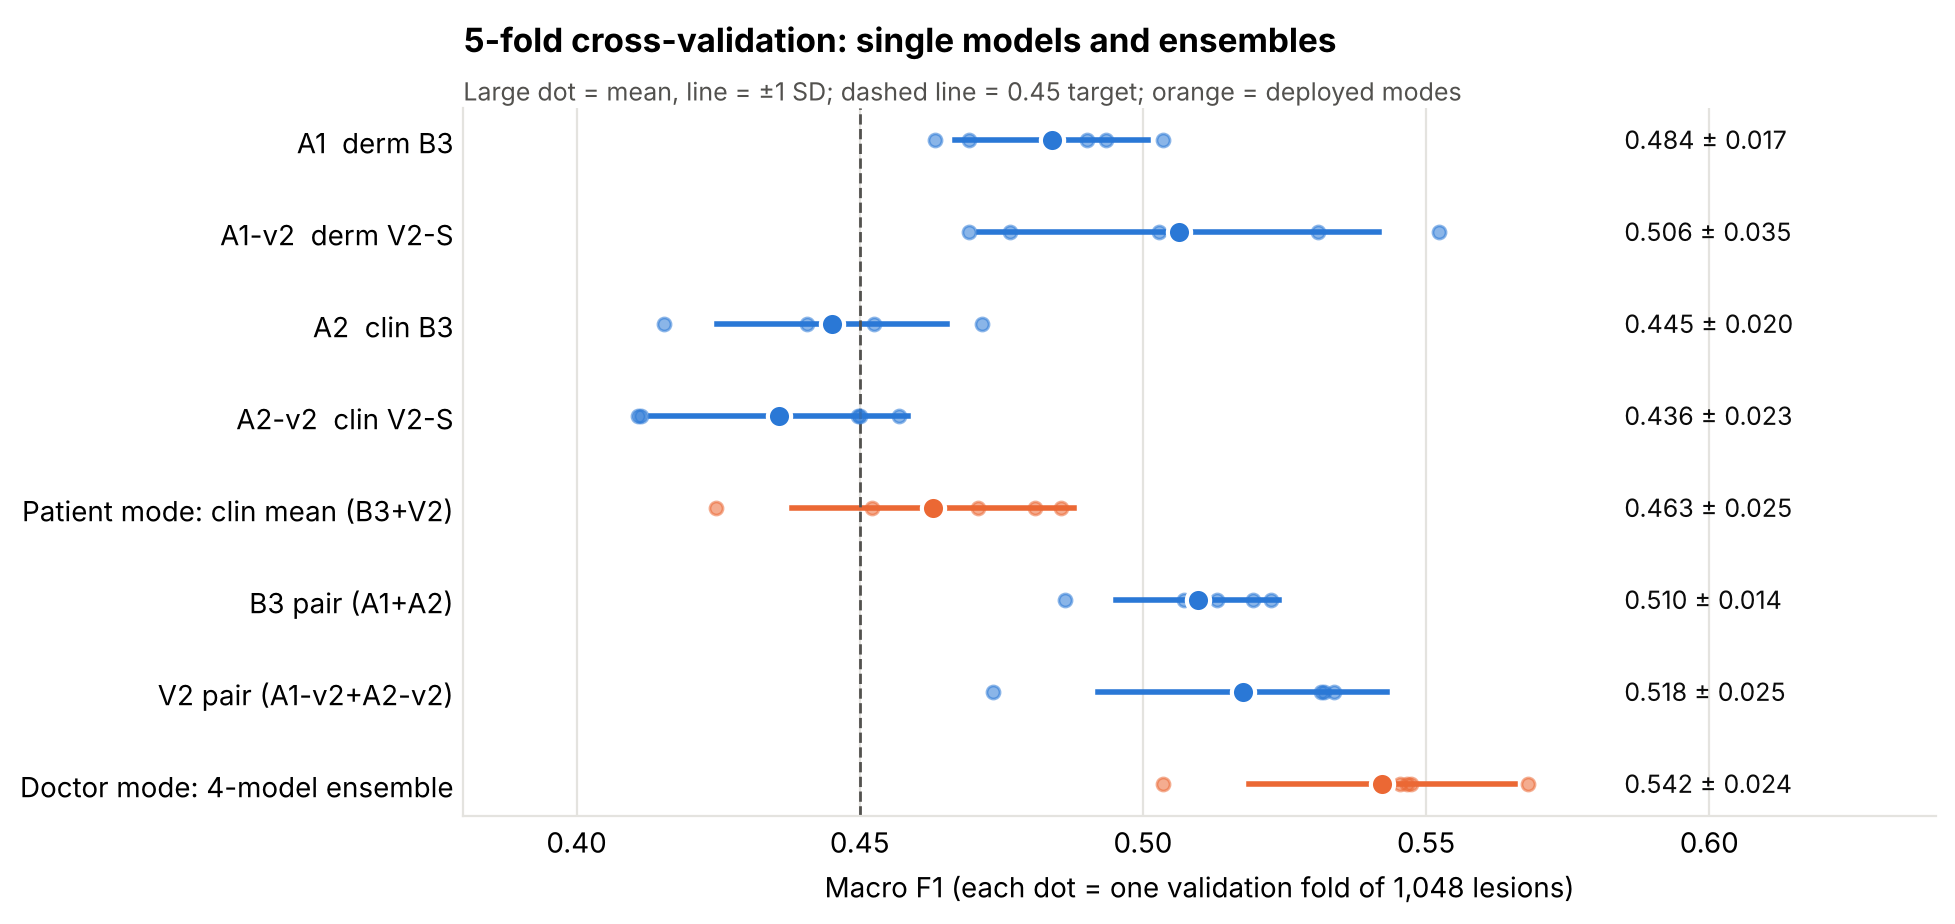 5-fold cross-validation: single models and ensembles
Large dot = mean, line = ±1 SD; dashed line = 0.45 target; orange = deployed modes
A1 derm B3 0.484 ± 0.017
A1-v2 derm V2-S 0.506 ± 0.035
A2 clin B3 0.445 ± 0.020
A2-v2 clin V2-S 0.436 ± 0.023
Patient mode: clin mean (B3+V2) 0.463 ± 0.025
B3 pair (A1+A2) 0.510 ± 0.014
V2 pair (A1-v2+A2-v2) 0.518 ± 0.025
Doctor mode: 4-model ensemble 0.542 ± 0.024
0.40 0.45 0.50 0.55 0.60
Macro F1 (each dot = one validation fold of 1,048 lesions)